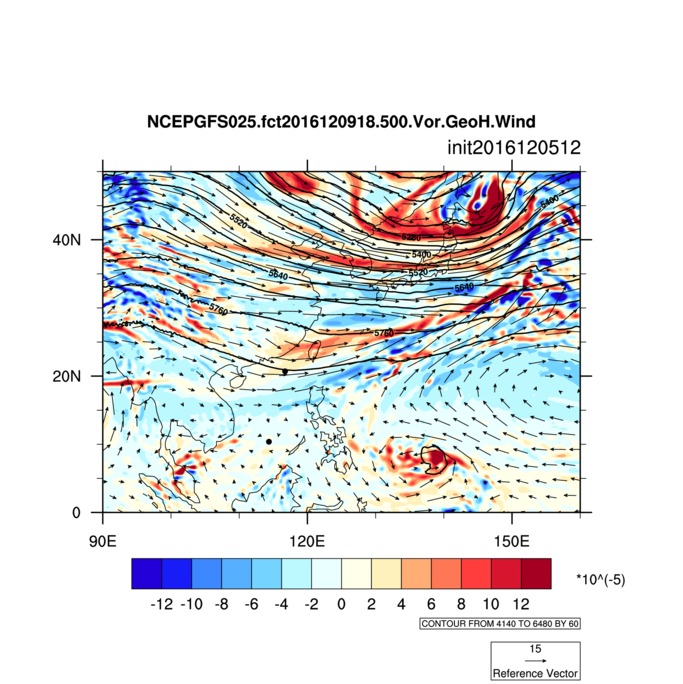 NCEPGFS025.fct2016120918.500.Vor.GeoH.Wind
init2016120512
5400
5520
5280
40N
5400
5640
5520
5640
5760
5760
20N
0
90E 120E 150E
-12 -10 -8 -6 -4 -2 0 2 4 6 8 10 12
*10^(-5)
CONTOUR FROM 4140 TO 6480 BY 60
15
Reference Vector